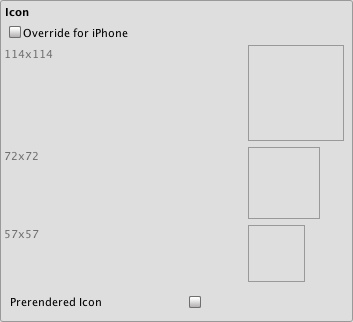 Icon
Override for iPhone
114x114
72x72
57x57
Prerendered Icon